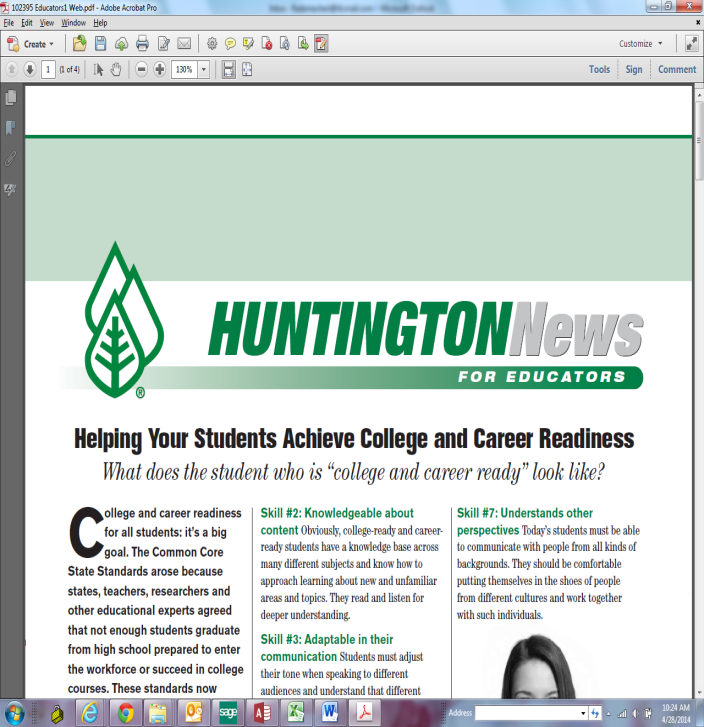 102395 Educators1 Web.pdf - Adobe Acrobat Pro
File Edit View Window Help
Create
Customize
1 (1 of 4)
130%
Tools Sign Comment
HUNTINGTONNews
FOR EDUCATORS
®
Helping Your Students Achieve College and Career Readiness
What does the student who is “college and career ready” look like?
College and career readiness
for all students: it’s a big
goal. The Common Core
State Standards arose because
states, teachers, researchers and
other educational experts agreed
that not enough students graduate
from high school prepared to enter
the workforce or succeed in college
courses. These standards now
Skill #2: Knowledgeable about
content Obviously, college-ready and career-
ready students have a knowledge base across
many different subjects and know how to
approach learning about new and unfamiliar
areas and topics. They read and listen for
deeper understanding.
Skill #3: Adaptable in their
communication Students must adjust
their tone when speaking to different
audiences and understand that different
Skill #7: Understands other
perspectives Today’s students must be able
to communicate with people from all kinds of
backgrounds. They should be comfortable
putting themselves in the shoes of people
from different cultures and work together
with such individuals.
sage
Address
10:24 AM
4/28/2014